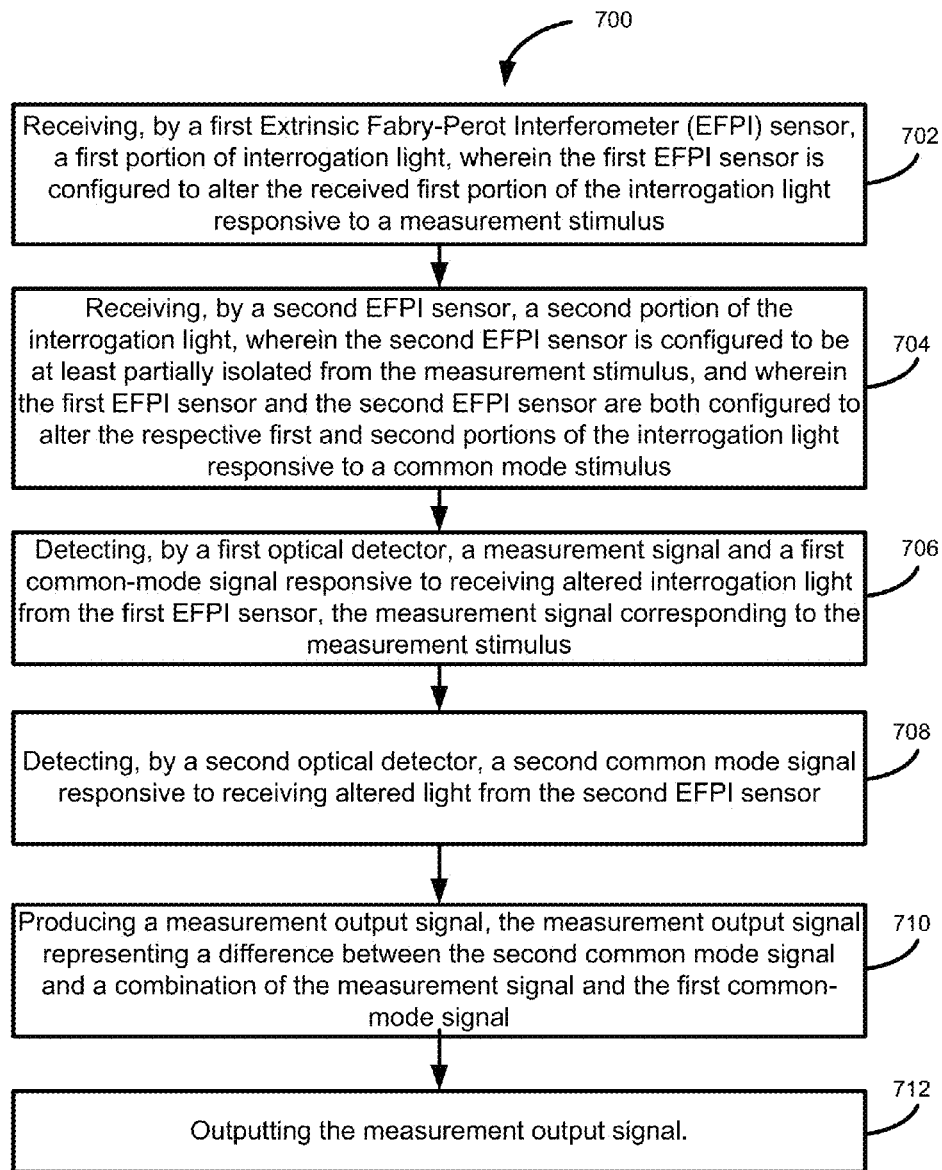 700
Receiving, by a first Extrinsic Fabry-Perot Interferometer (EFPI) sensor,
a first portion of interrogation light, wherein the first EFPI sensor is
configured to alter the received first portion of the interrogation light
responsive to a measurement stimulus
702
Receiving, by a second EFPI sensor, a second portion of the
interrogation light, wherein the second EFPI sensor is configured to be
at least partially isolated from the measurement stimulus, and wherein
the first EFPI sensor and the second EFPI sensor are both configured to
alter the respective first and second portions of the interrogation light
responsive to a common mode stimulus
704
Detecting, by a first optical detector, a measurement signal and a first
common-mode signal responsive to receiving altered interrogation light
from the first EFPI sensor, the measurement signal corresponding to the
measurement stimulus
706
Detecting, by a second optical detector, a second common mode signal
responsive to receiving altered light from the second EFPI sensor
708
Producing a measurement output signal, the measurement output signal
representing a difference between the second common mode signal
and a combination of the measurement signal and the first common-
mode signal
710
Outputting the measurement output signal.
712